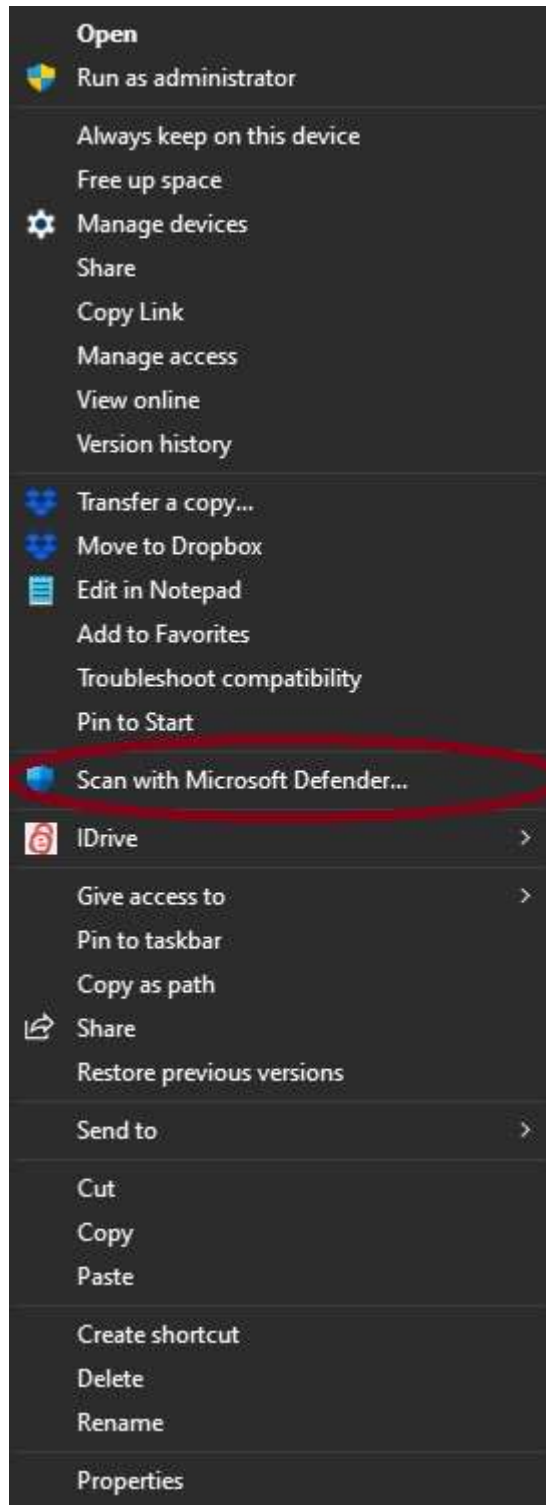 Open
Run as administrator
Always keep on this device
Free up space
Manage devices
Share
Copy Link
Manage access
View online
Version history
Transfer a copy...
Move to Dropbox
Edit in Notepad
Add to Favorites
Troubleshoot compatibility
Pin to Start
Scan with Microsoft Defender...
IDrive
Give access to
Pin to taskbar
Copy as path
Share
Restore previous versions
Send to
Cut
Copy
Paste
Create shortcut
Delete
Rename
Properties